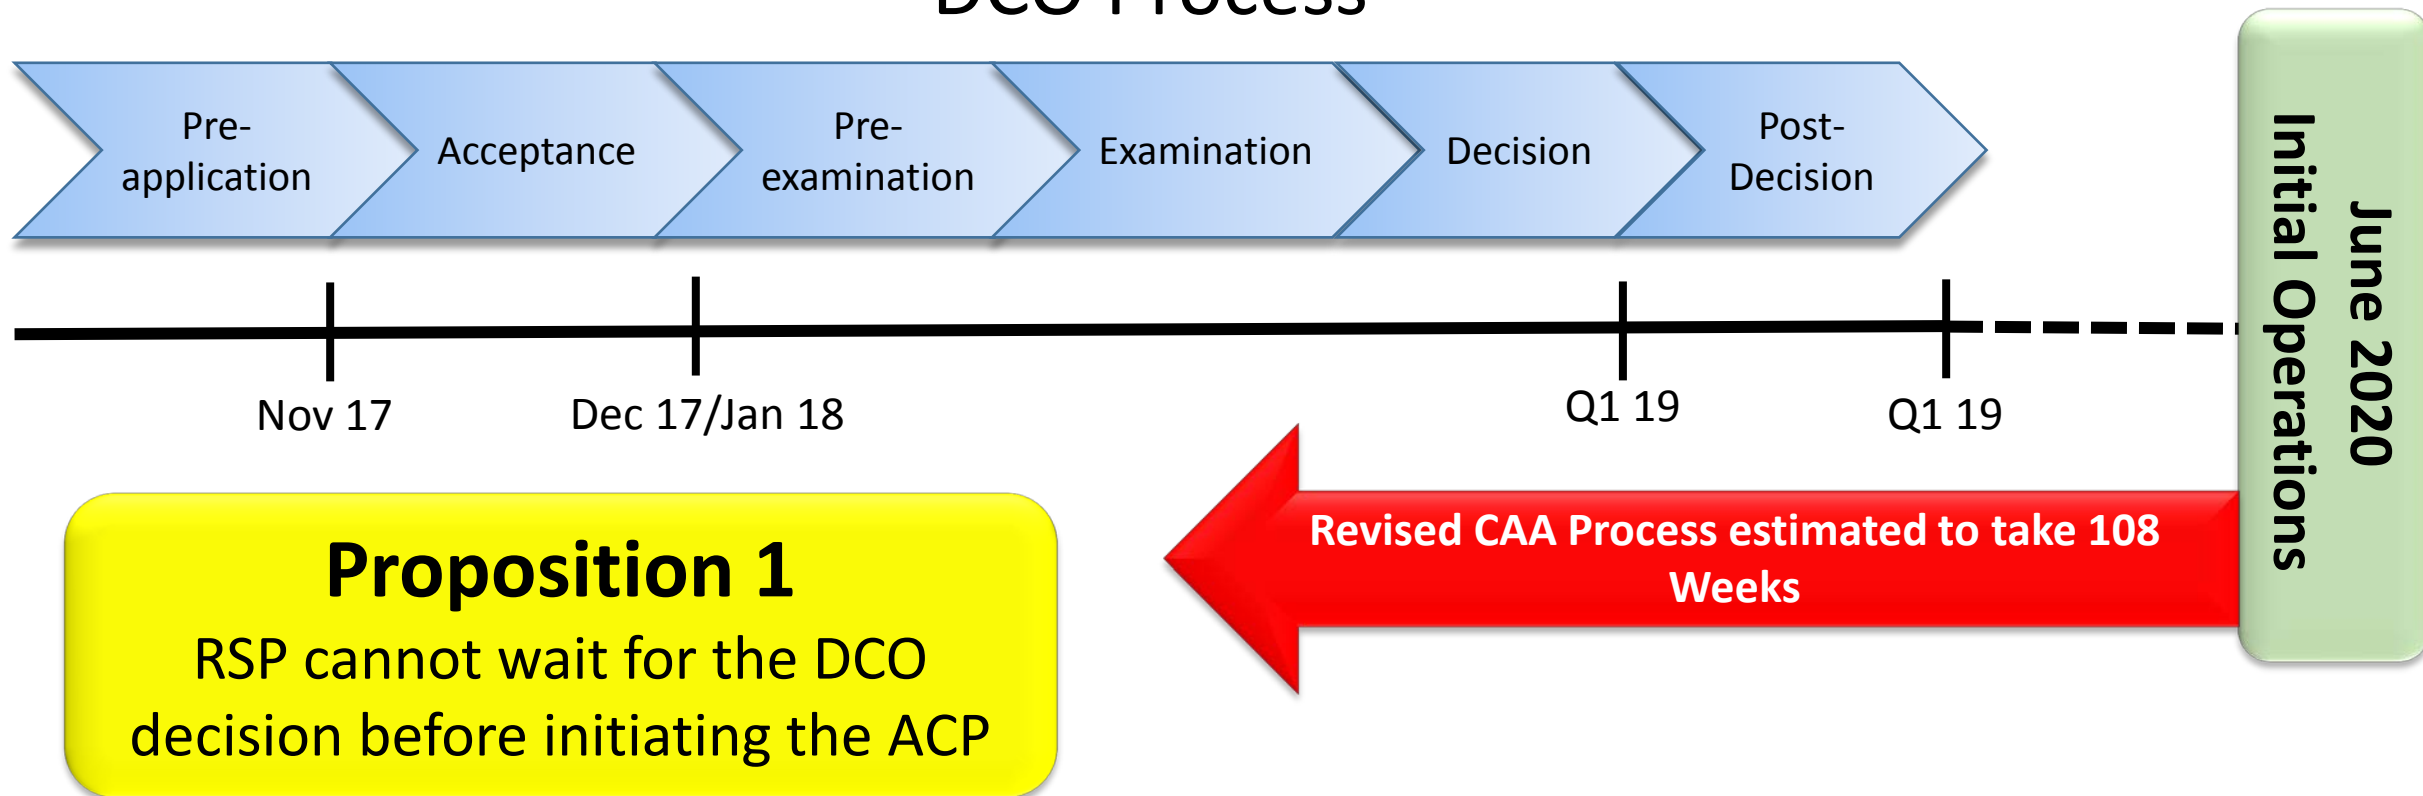 DCO Process
Pre-
application
Acceptance
Pre-
examination
Examination
Decision
Post-
Decision
June 2020
Initial Operations
Nov 17
Dec 17/Jan 18
Q1 19
Q1 19
Revised CAA Process estimated to take 108
Weeks
Proposition 1
RSP cannot wait for the DCO
decision before initiating the ACP